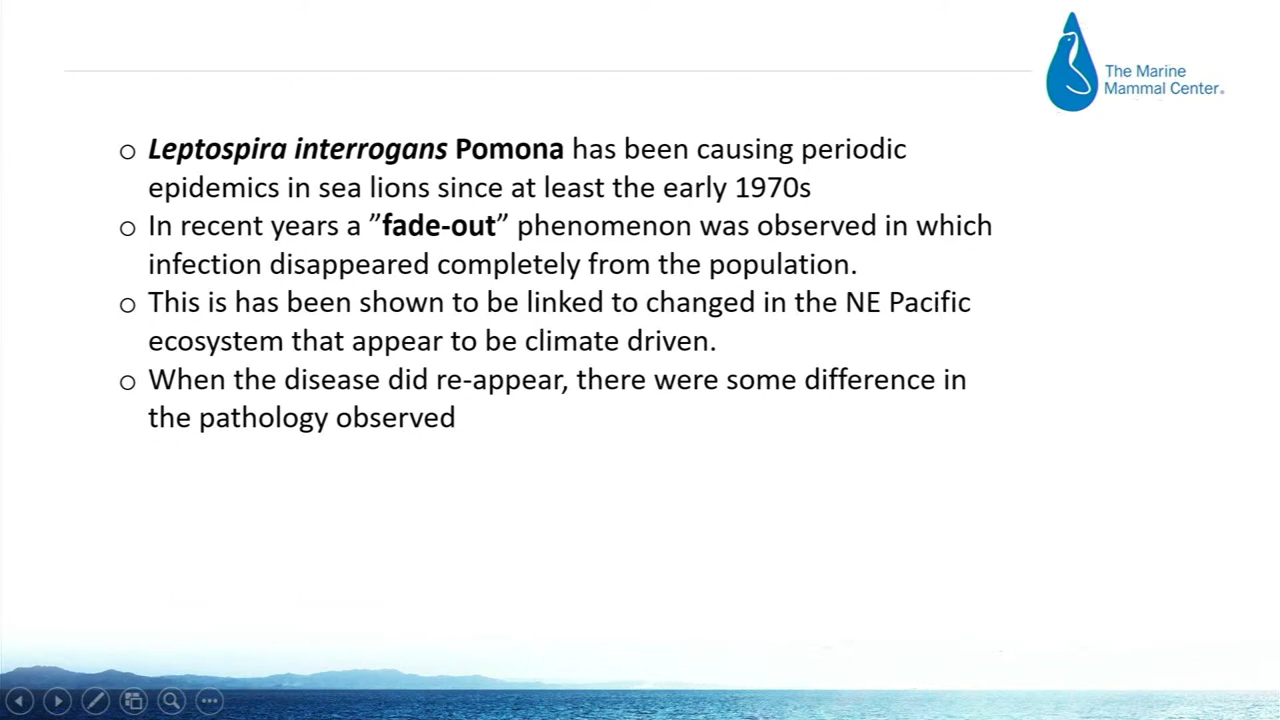 The Marine
Mammal Center®
○ Leptospira interrogans Pomona has been causing periodic
epidemics in sea lions since at least the early 1970s
○ In recent years a ”fade-out” phenomenon was observed in which
infection disappeared completely from the population.
○ This is has been shown to be linked to changed in the NE Pacific
ecosystem that appear to be climate driven.
○ When the disease did re-appear, there were some difference in
the pathology observed